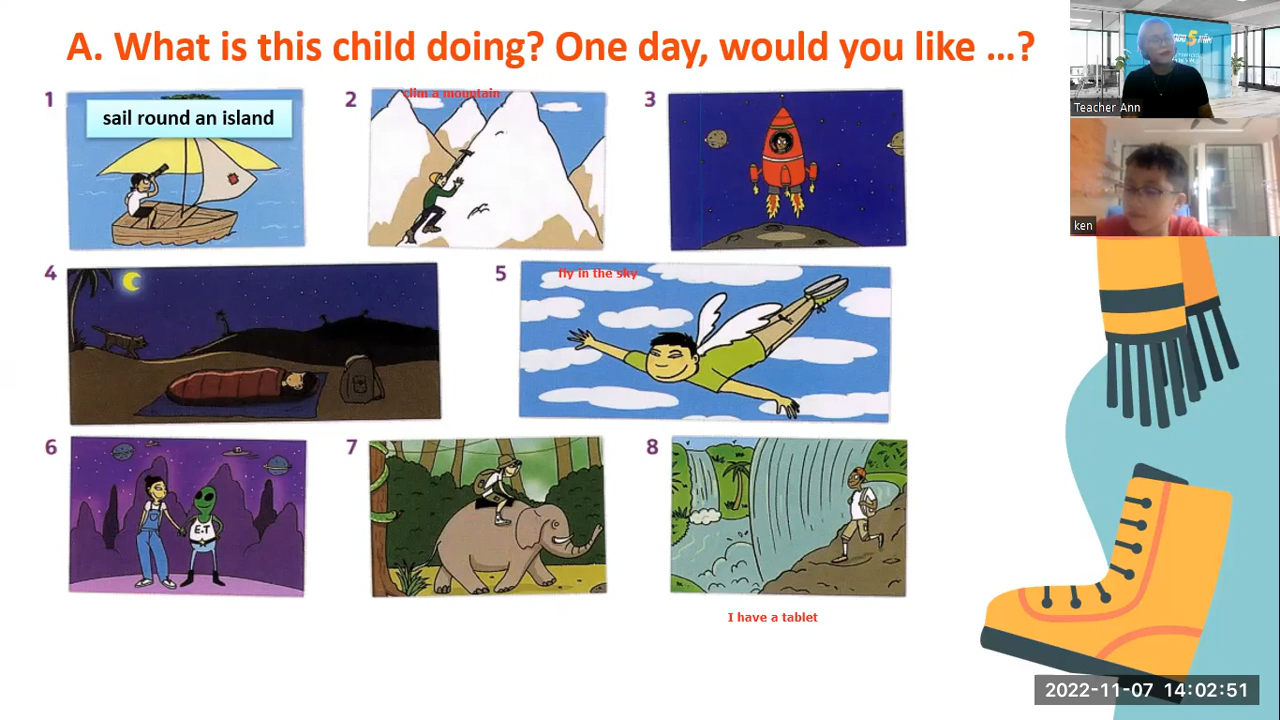 A. What is this child doing? One day, would you like ...?
1
sail round an island
2
clim a mountain
3
4
5
fly in the sky
6
E.T
7
8
I have a tablet
Teacher Ann
ken
2022-11-07 14:02:51